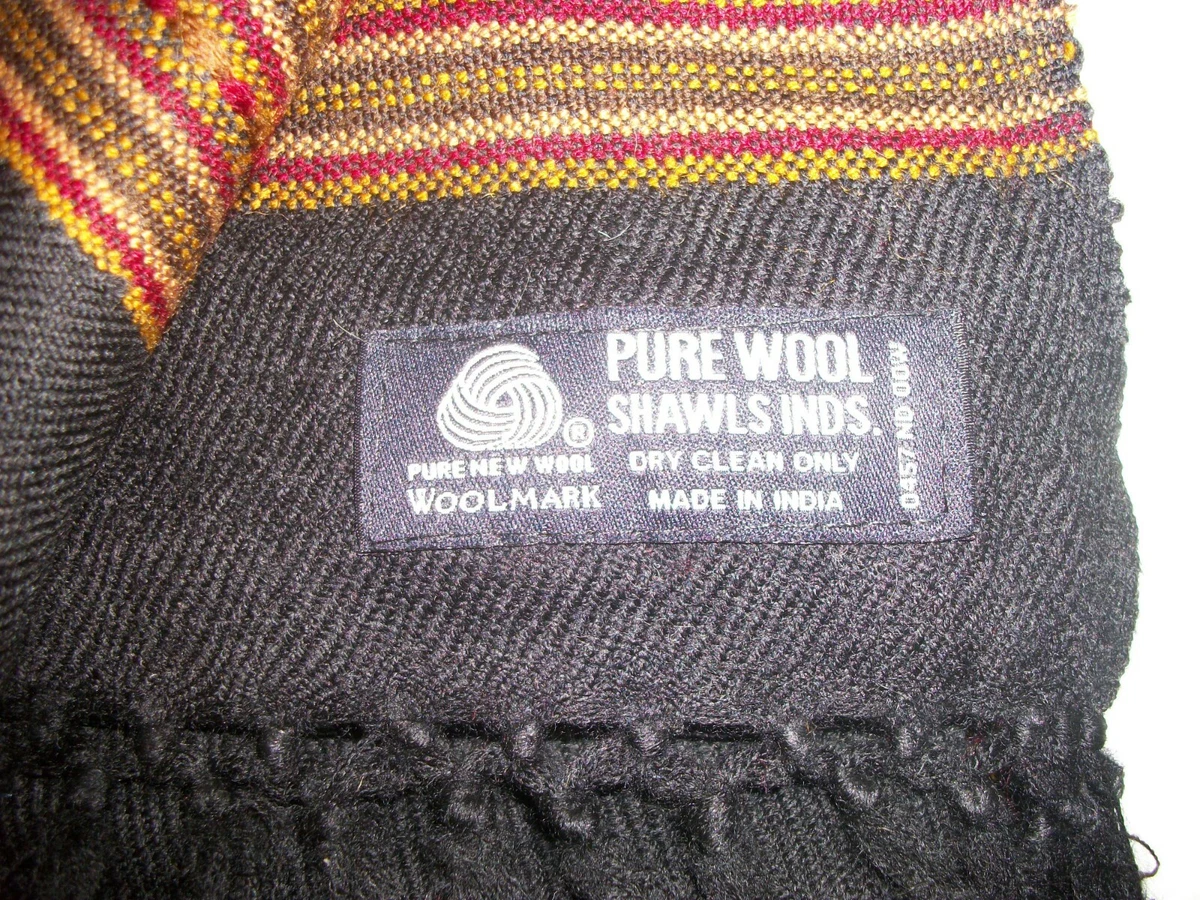 PURE WOOL
SHAWLS INDS.
DRY CLEAN ONLY
MADE IN INDIA
®
PURE NEW WOOL
WOOLMARK
0457 ND 00W